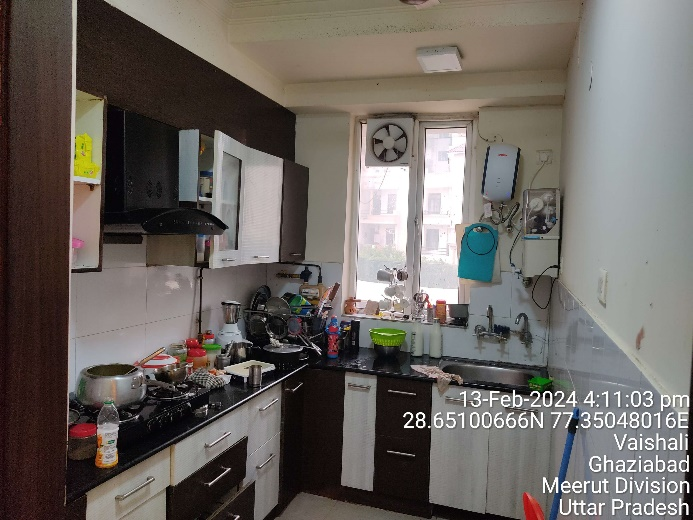 13-Feb-2024 4:11:03 pm
28.65100666N 77.35048016E
Vaishali
Ghaziabad
Meerut Division
Uttar Pradesh